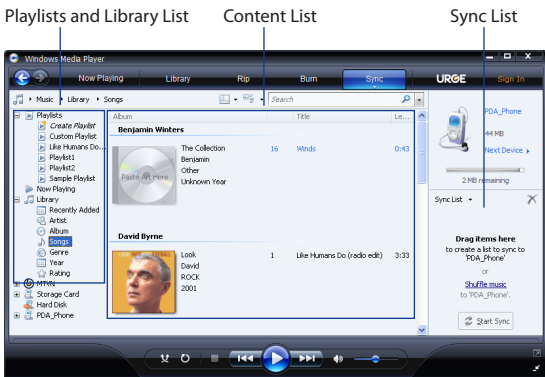 Playlists and Library List
Content List
Sync List
Windows Media Player
Now Playing
Library
Rip
Burn
Sync
URGE
Sign In
Music
Library
Songs
Search
Playlists
Create Playlist
Custom Playlist
Like Humans Do...
Playlist1
Playlist2
Sample Playlist
Now Playing
Library
Recently Added
Artist
Album
Songs
Genre
Year
Rating
MTVN
Storage Card
Hard Disk
PDA_Phone
Album
Title
Le...
Benjamin Winters
Paste Art Here
The Collection
16
Winds
0:43
Benjamin
Other
Unknown Year
David Byrne
Look
1
Like Humans Do (radio edit)
3:33
David
ROCK
2001
PDA_Phone
44 MB
Next Device
2 MB remaining
Sync List
Drag items here
to create a list to sync to
'PDA_Phone'
or
Shuffle music
to 'PDA_Phone'.
Start Sync